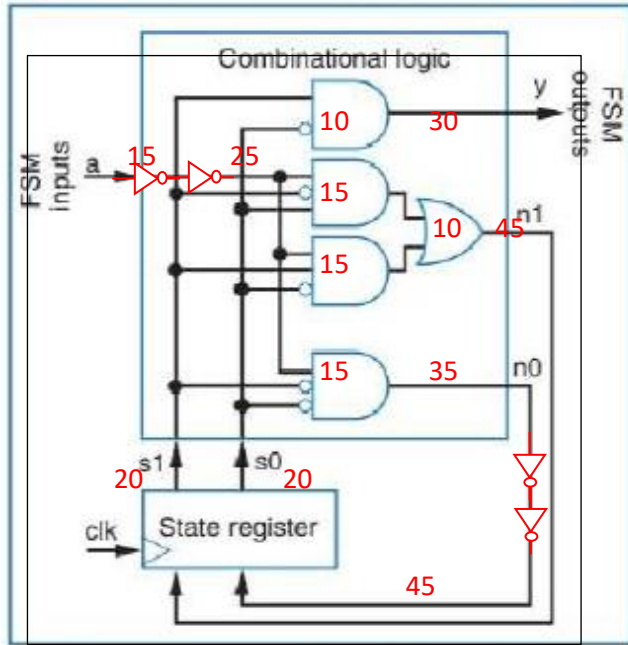 Combinational logic
y
10
30
FSM outputs
FSM inputs
a
15
25
15
10
45
n1
15
15
35
n0
20
s1
s0
20
clk
State register
45